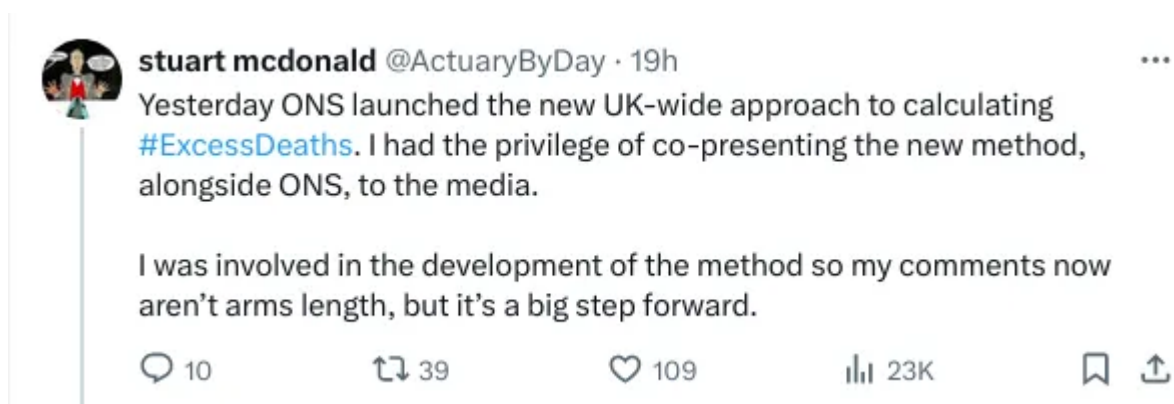 stuart mcdonald @ActuaryByDay · 19h
Yesterday ONS launched the new UK-wide approach to calculating
#ExcessDeaths. I had the privilege of co-presenting the new method,
alongside ONS, to the media.
I was involved in the development of the method so my comments now
aren’t arms length, but it’s a big step forward.
10 39 109 23K